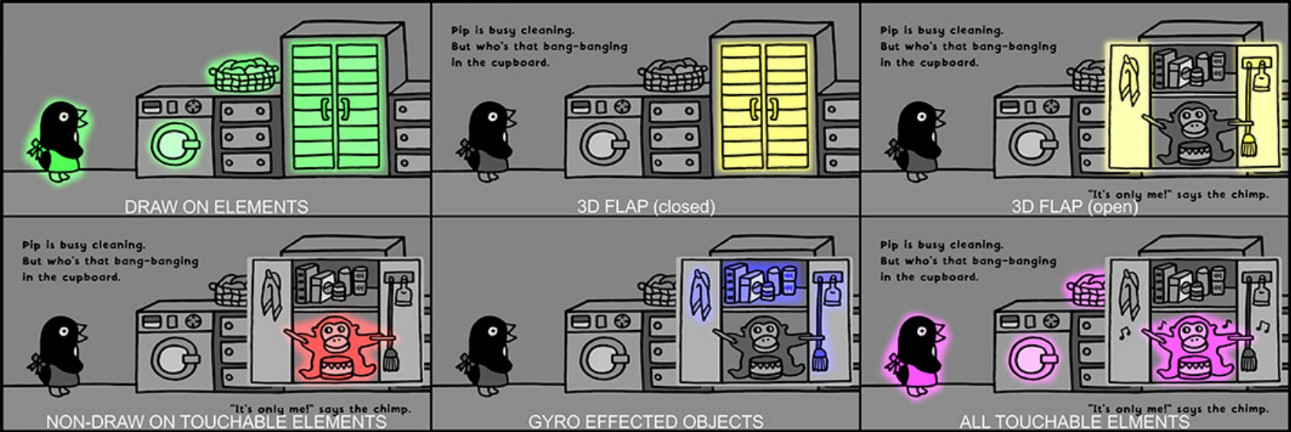 DRAW ON ELEMENTS
Pip is busy cleaning.
But who's that bang-banging
in the cupboard.
3D FLAP (closed)
Pip is busy cleaning.
But who's that bang-banging
in the cupboard.
"It's only me!" says the chimp.
3D FLAP (open)
Pip is busy cleaning.
But who's that bang-banging
in the cupboard.
"It's only me!" says the chimp.
NON-DRAW ON TOUCHABLE ELEMENTS
GYRO EFFECTED OBJECTS
Pip is busy cleaning.
But who's that bang-banging
in the cupboard.
"It's only me!" says the chimp.
ALL TOUCHABLE ELMENTS